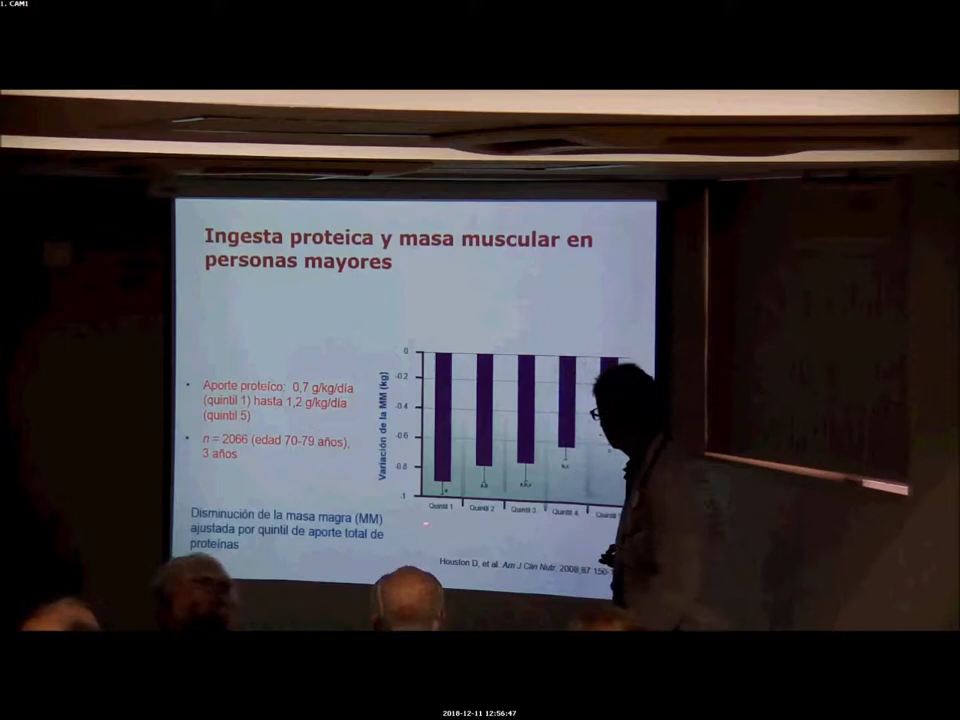 1. CAM1
Ingesta proteica y masa muscular en
personas mayores
• Aporte proteíco: 0,7 g/kg/día
(quintil 1) hasta 1,2 g/kg/día
(quintil 5)
• n = 2066 (edad 70-79 años),
3 años
Variación de la MM (kg)
0
-0.2
-0.4
-0.6
-0.8
-1
Quintil 1
Quintil 2
Quintil 3
Quintil 4
Disminución de la masa magra (MM)
ajustada por quintil de aporte total de
proteínas
Houston D, et al. Am J Clin Nutr. 2008;87
2018-12-11 12:56:47